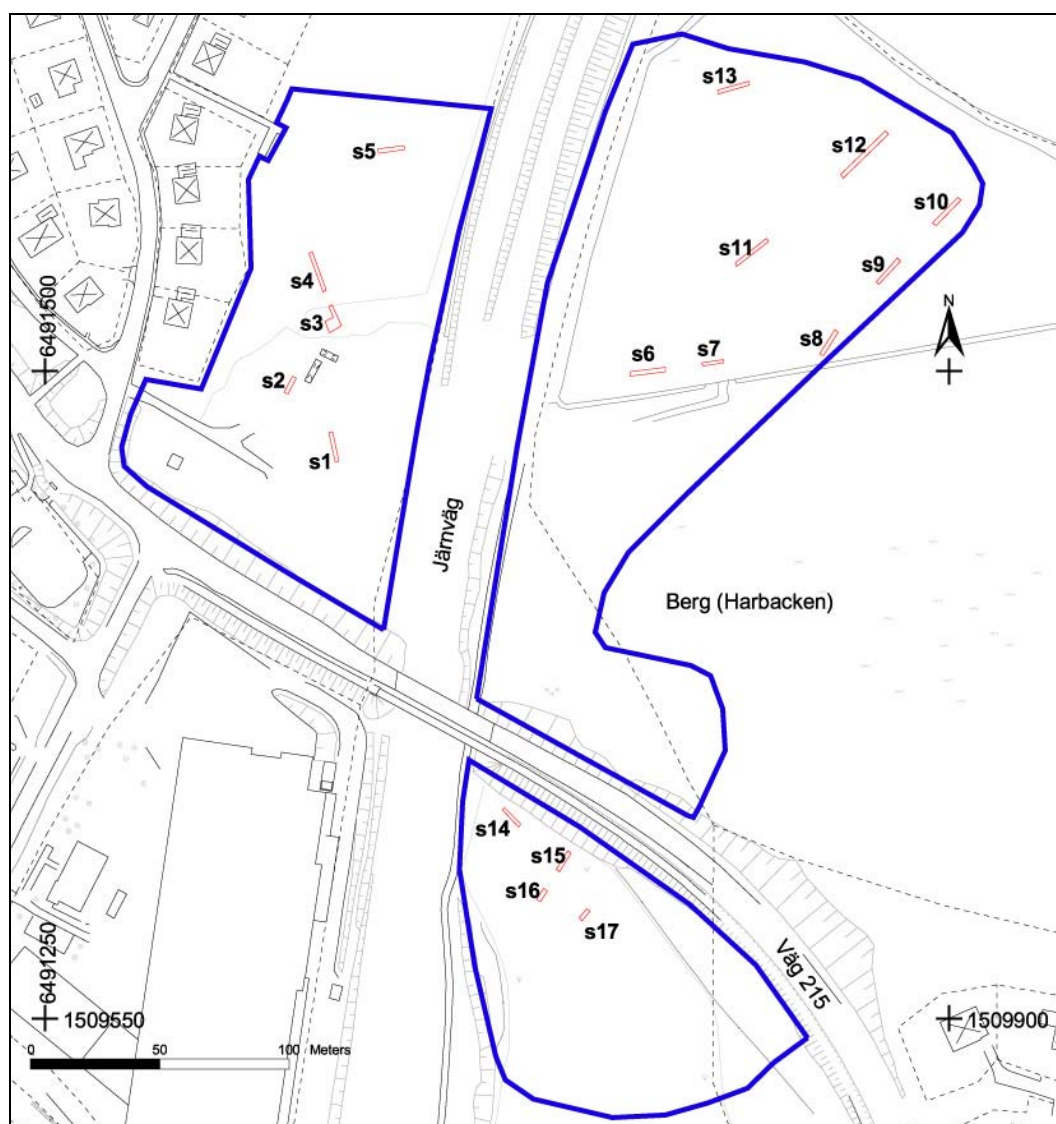 s13
s12
s5
s10
s11
s4
s9
6491500
s3
N
s8
s6
s7
s2
s1
Järnväg
Berg (Harbacken)
s14
s15
s16
s17
Väg 215
6491250
1509550
1509900
0 50 100 Meters